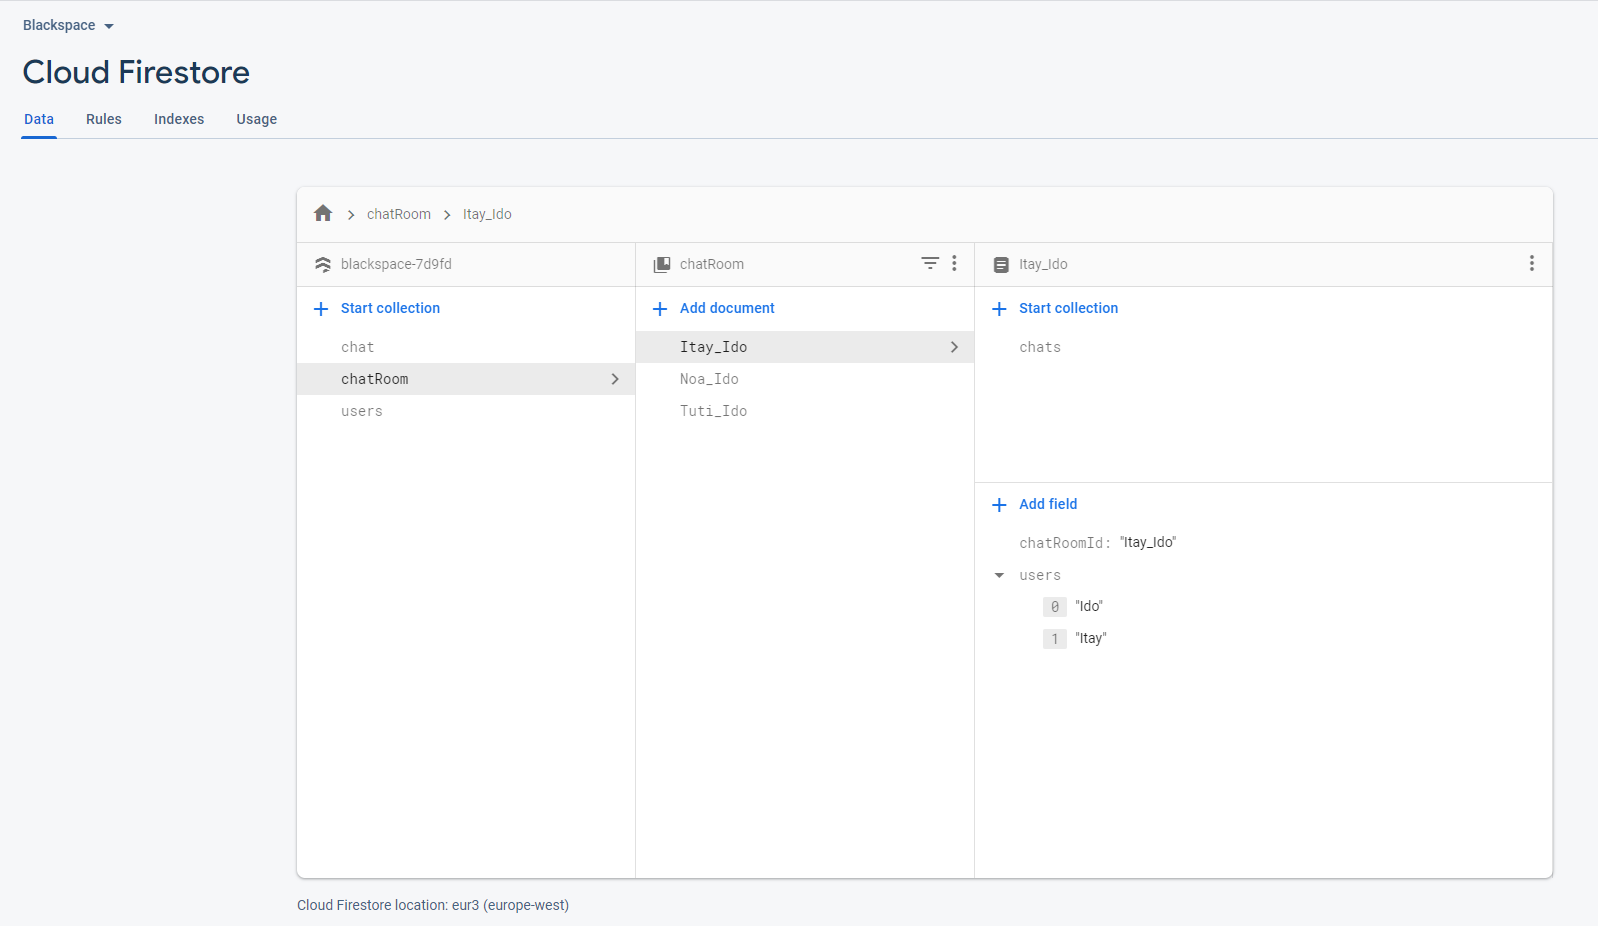 Blackspace
Cloud Firestore
Data Rules Indexes Usage
chatRoom Itay_Ido
blackspace-7d9fd
Start collection
chat
chatRoom
users
chatRoom
Add document
Itay_Ido
Noa_Ido
Tuti_Ido
Itay_Ido
Start collection
chats
Add field
chatRoomId: "Itay_Ido"
users
0 "Ido"
1 "Itay"
Cloud Firestore location: eur3 (europe-west)